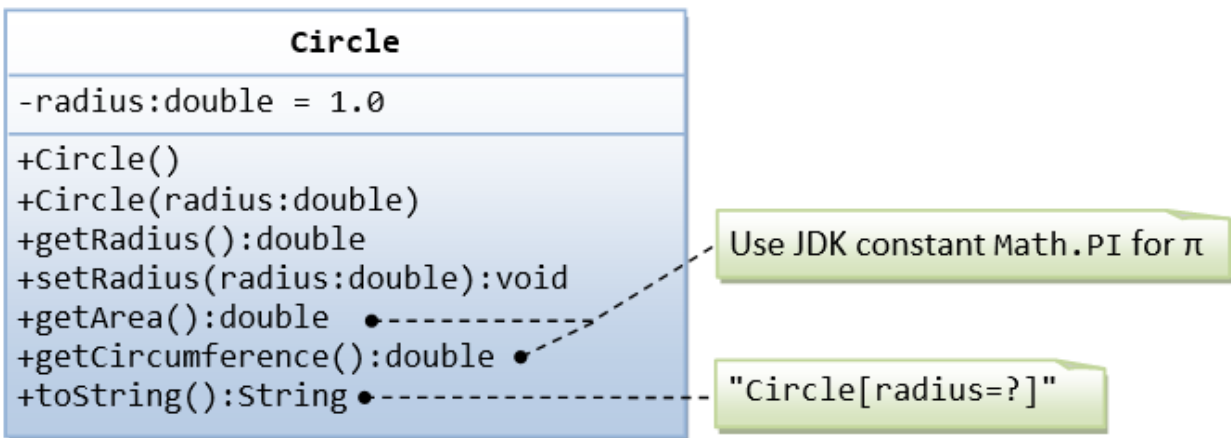 Circle
-radius:double = 1.0
+Circle()
+Circle(radius:double)
+getRadius():double
+setRadius(radius:double):void
+getArea():double
+getCircumference():double
+toString():String
Use JDK constant Math.PI for π
"Circle[radius=?]"